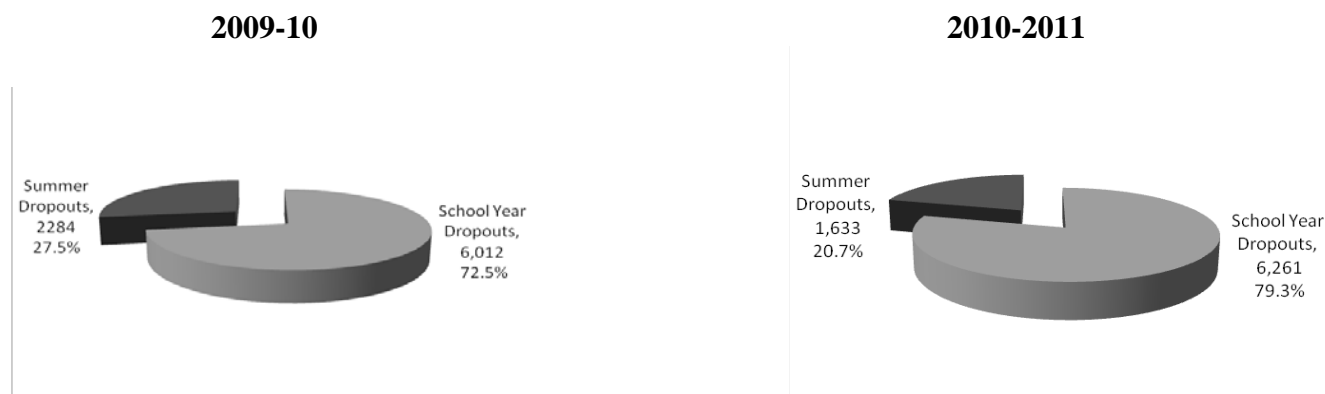 2009-10
Summer
Dropouts,
2284
27.5%
School Year
Dropouts,
6,012
72.5%
2010-2011
Summer
Dropouts,
1,633
20.7%
School Year
Dropouts,
6,261
79.3%